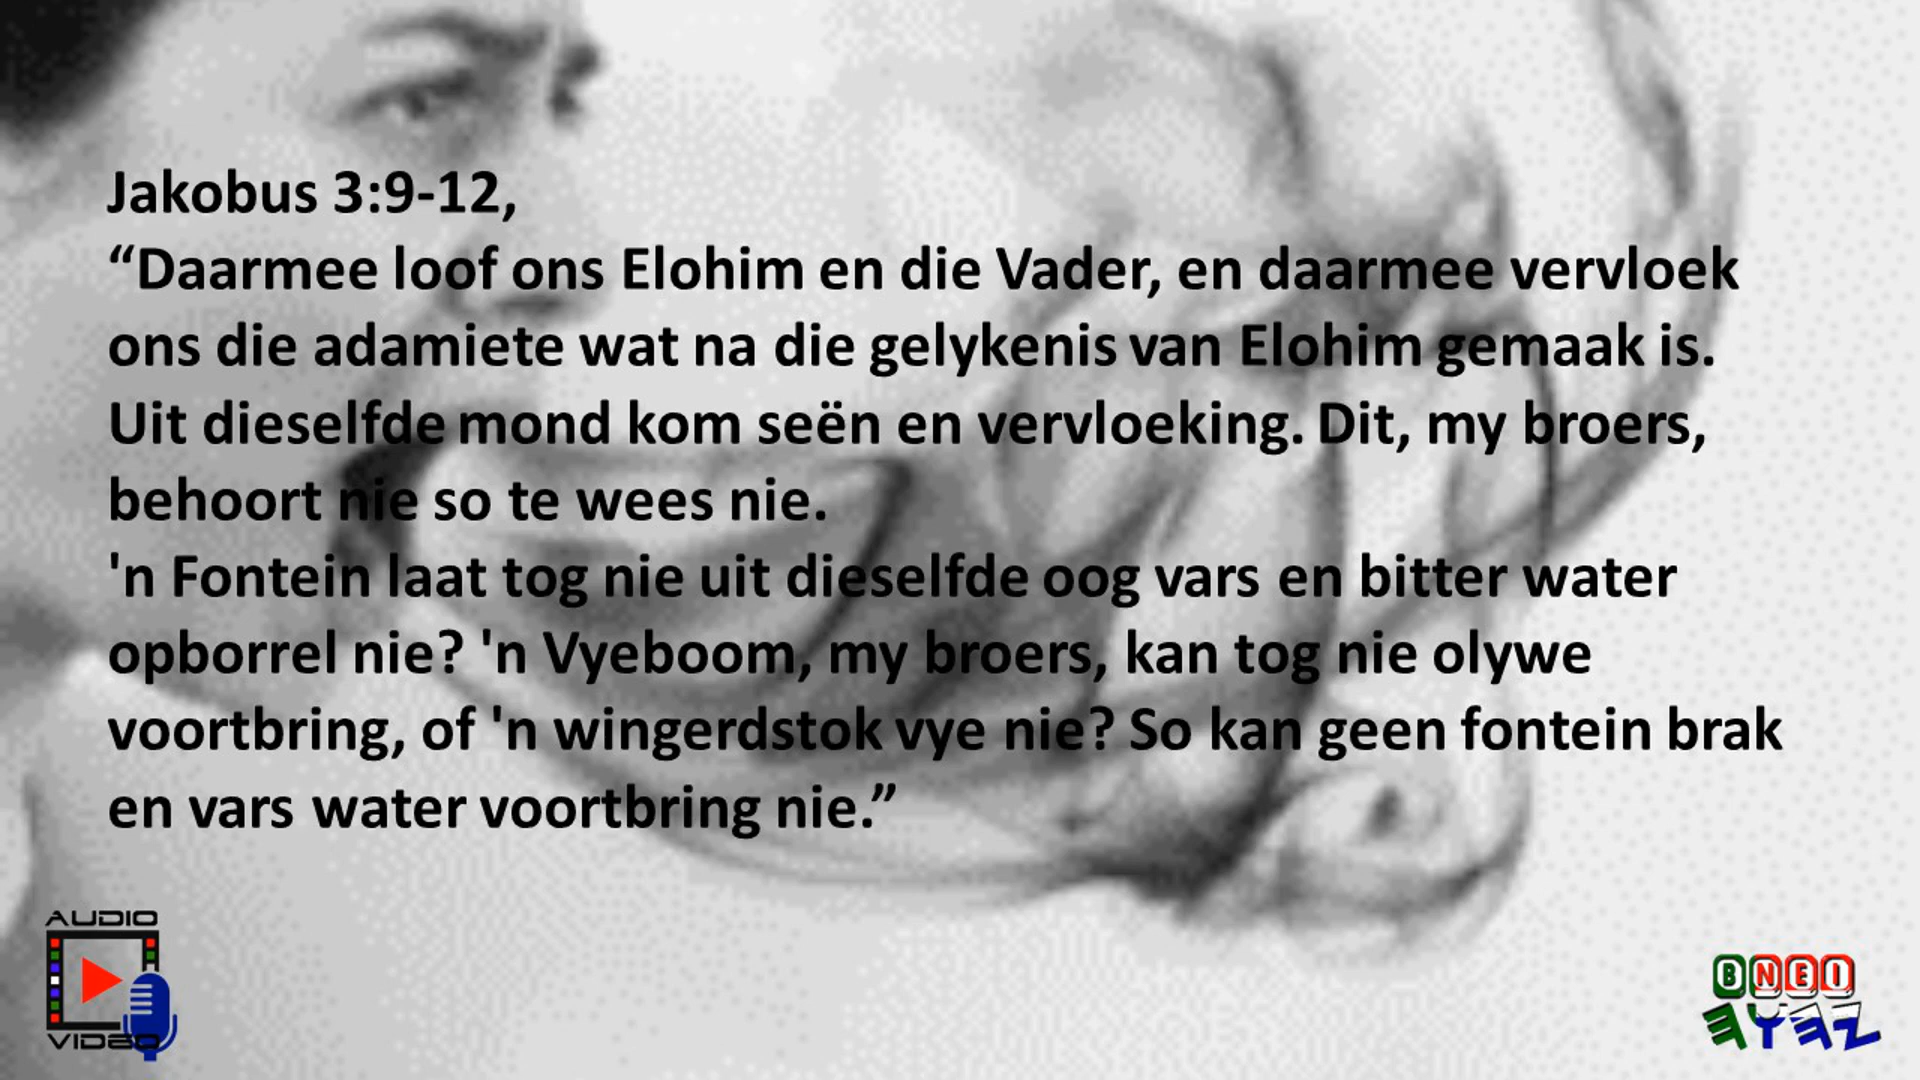 Jakobus 3:9-12,
“Daarmee loof ons Elohim en die Vader, en daarmee vervloek
ons die adamiete wat na die gelykenis van Elohim gemaak is.
Uit dieselfde mond kom seën en vervloeking. Dit, my broers,
behoort nie so te wees nie.
'n Fontein laat tog nie uit dieselfde oog vars en bitter water
opborrel nie? 'n Vyeboom, my broers, kan tog nie olywe
voortbring, of 'n wingerdstok vye nie? So kan geen fontein brak
en vars water voortbring nie.”
AUDIO
VIDEO
BNEI